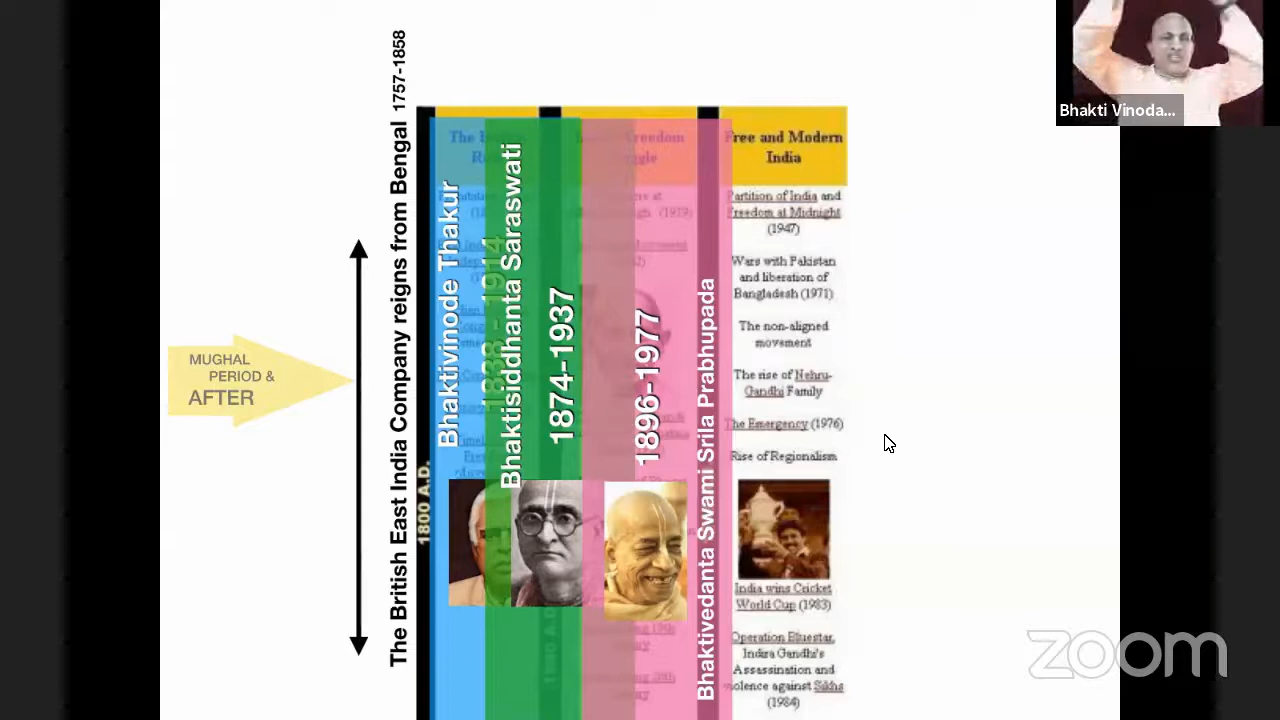 Bhakti Vinoda...
MUGHAL
PERIOD &
AFTER
The British East India Company reigns from Bengal 1757-1858
1800 A.D.
Bhaktivinode Thakur
1838 - 1914
Bhaktisiddhanta Saraswati
1874-1937
1896-1977
Bhaktivedanta Swami Srila Prabhupada
Free and Modern
India
Partition of India and
Freedom at Midnight
(1947)
Wars with Pakistan
and liberation of
Bangladesh (1971)
The non-aligned
movement
The rise of Nehru-
Gandhi Family
The Emergency (1976)
Rise of Regionalism
India wins Cricket
World Cup (1983)
Operation Bluestar,
Indira Gandhi's
Assassination and
violence against Sikhs
(1984)
zoom